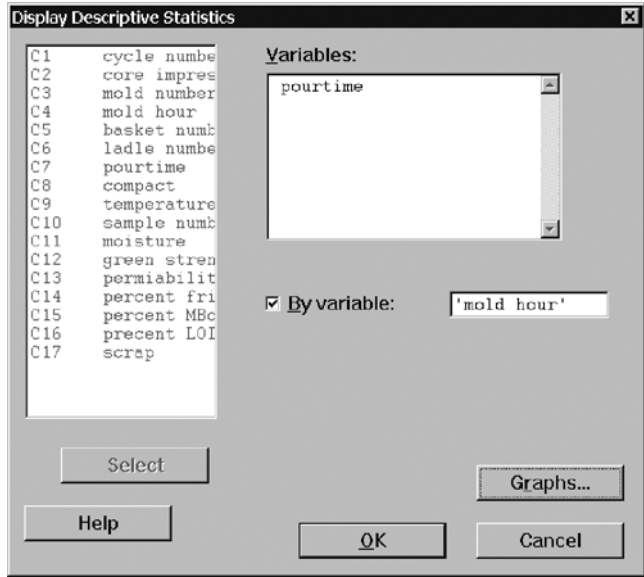 Display Descriptive Statistics
C1 cycle numbe
C2 core impres
C3 mold number
C4 mold hour
C5 basket numb
C6 ladle numbe
C7 pourtime
C8 compact
C9 temperature
C10 sample numb
C11 moisture
C12 green stren
C13 permiabilit
C14 percent fri
C15 percent MBc
C16 precent LOI
C17 scrap
Variables:
pourtime
By variable:
'mold hour'
Select
Graphs...
Help
OK
Cancel